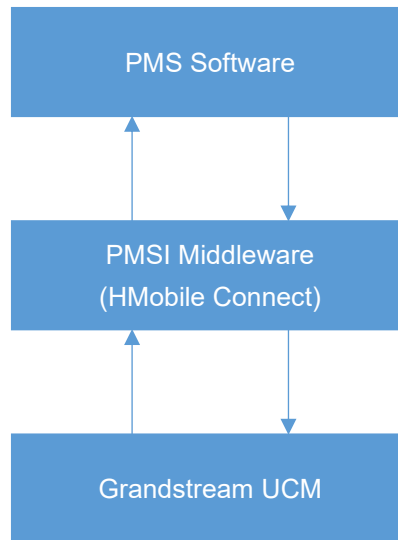 PMS Software
PMSI Middleware
(HMobile Connect)
Grandstream UCM